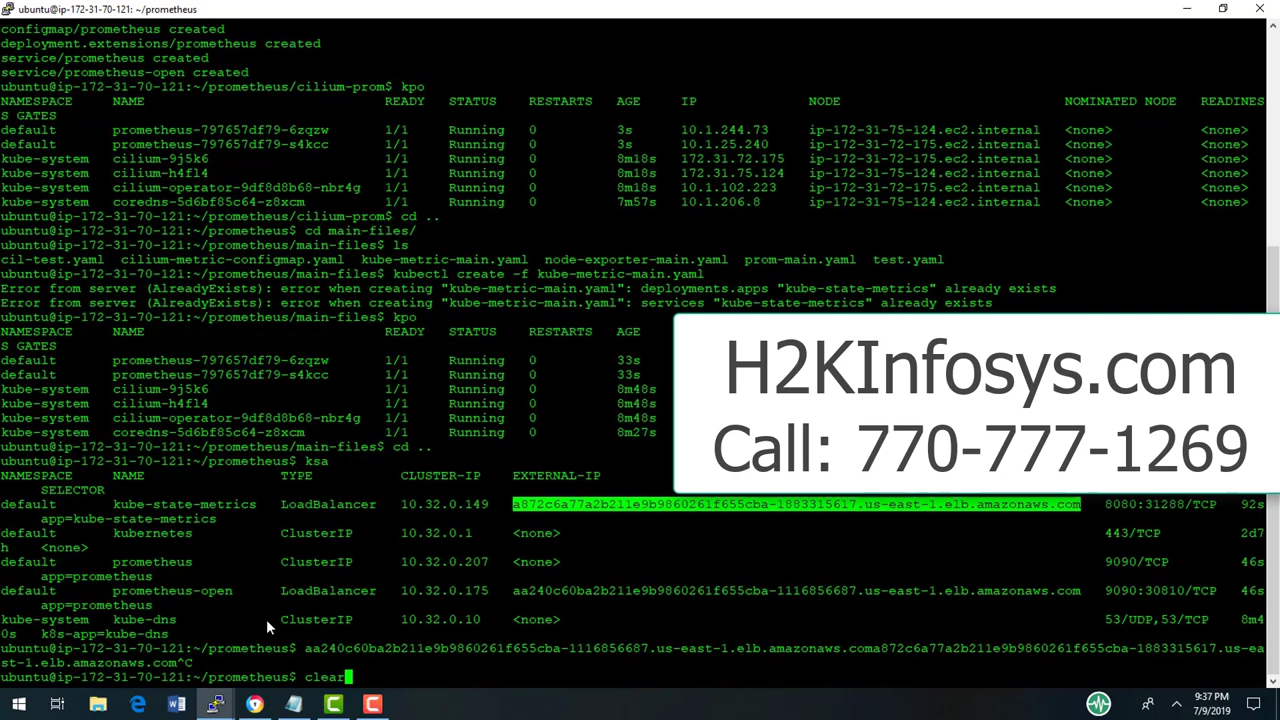 ubuntu@ip-172-31-70-121: ~/prometheus
configmap/prometheus created
deployment.extensions/prometheus created
service/prometheus created
service/prometheus-open created
ubuntu@ip-172-31-70-121:~/prometheus/cilium-prom$ kpo
NAMESPACE NAME READY STATUS RESTARTS AGE IP NODE NOMINATED NODE READINES
S GATES
default prometheus-797657df79-6zqzw 1/1 Running 0 3s 10.1.244.73 ip-172-31-75-124.ec2.internal <none> <none>
default prometheus-797657df79-s4kcc 1/1 Running 0 3s 10.1.25.240 ip-172-31-72-175.ec2.internal <none> <none>
kube-system cilium-9j5k6 1/1 Running 0 8m18s 172.31.72.175 ip-172-31-72-175.ec2.internal <none> <none>
kube-system cilium-h4fl4 1/1 Running 0 8m18s 172.31.75.124 ip-172-31-75-124.ec2.internal <none> <none>
kube-system cilium-operator-9df8d8b68-nbr4g 1/1 Running 0 8m18s 10.1.102.223 ip-172-31-72-175.ec2.internal <none> <none>
kube-system coredns-5d6bf85c64-z8xcm 1/1 Running 0 7m57s 10.1.206.8 ip-172-31-75-124.ec2.internal <none> <none>
ubuntu@ip-172-31-70-121:~/prometheus/cilium-prom$ cd ..
ubuntu@ip-172-31-70-121:~/prometheus$ cd main-files/
ubuntu@ip-172-31-70-121:~/prometheus/main-files$ ls
cil-test.yaml cilium-metric-configmap.yaml kube-metric-main.yaml node-exporter-main.yaml prom-main.yaml test.yaml
ubuntu@ip-172-31-70-121:~/prometheus/main-files$ kubectl create -f kube-metric-main.yaml
Error from server (AlreadyExists): error when creating "kube-metric-main.yaml": deployments.apps "kube-state-metrics" already exists
Error from server (AlreadyExists): error when creating "kube-metric-main.yaml": services "kube-state-metrics" already exists
ubuntu@ip-172-31-70-121:~/prometheus/main-files$ kpo
NAMESPACE NAME READY STATUS RESTARTS AGE
S GATES
default prometheus-797657df79-6zqzw 1/1 Running 0 33s
default prometheus-797657df79-s4kcc 1/1 Running 0 33s
kube-system cilium-9j5k6 1/1 Running 0 8m48s
kube-system cilium-h4fl4 1/1 Running 0 8m48s
kube-system cilium-operator-9df8d8b68-nbr4g 1/1 Running 0 8m48s
kube-system coredns-5d6bf85c64-z8xcm 1/1 Running 0 8m27s
H2KInfosys.com
Call: 770-777-1269
ubuntu@ip-172-31-70-121:~/prometheus/main-files$ cd ..
ubuntu@ip-172-31-70-121:~/prometheus$ ksa
NAMESPACE NAME TYPE CLUSTER-IP EXTERNAL-IP
SELECTOR
default kube-state-metrics LoadBalancer 10.32.0.149 a872c6a77a2b211e9b9860261f655cba-1883315617.us-east-1.elb.amazonaws.com 8080:31288/TCP 92s
app=kube-state-metrics
default kubernetes ClusterIP 10.32.0.1 <none> 443/TCP 2d7
h <none>
default prometheus ClusterIP 10.32.0.207 <none> 9090/TCP 46s
app=prometheus
default prometheus-open LoadBalancer 10.32.0.175 aa240c60ba2b211e9b9860261f655cba-1116856687.us-east-1.elb.amazonaws.com 9090:30810/TCP 46s
app=prometheus
kube-system kube-dns ClusterIP 10.32.0.10 <none> 53/UDP,53/TCP 8m4
0s k8s-app=kube-dns
ubuntu@ip-172-31-70-121:~/prometheus$ aa240c60ba2b211e9b9860261f655cba-1116856687.us-east-1.elb.amazonaws.coma872c6a77a2b211e9b9860261f655cba-1883315617.us-ea
st-1.elb.amazonaws.com^C
ubuntu@ip-172-31-70-121:~/prometheus$ clear
9:37 PM
7/9/2019